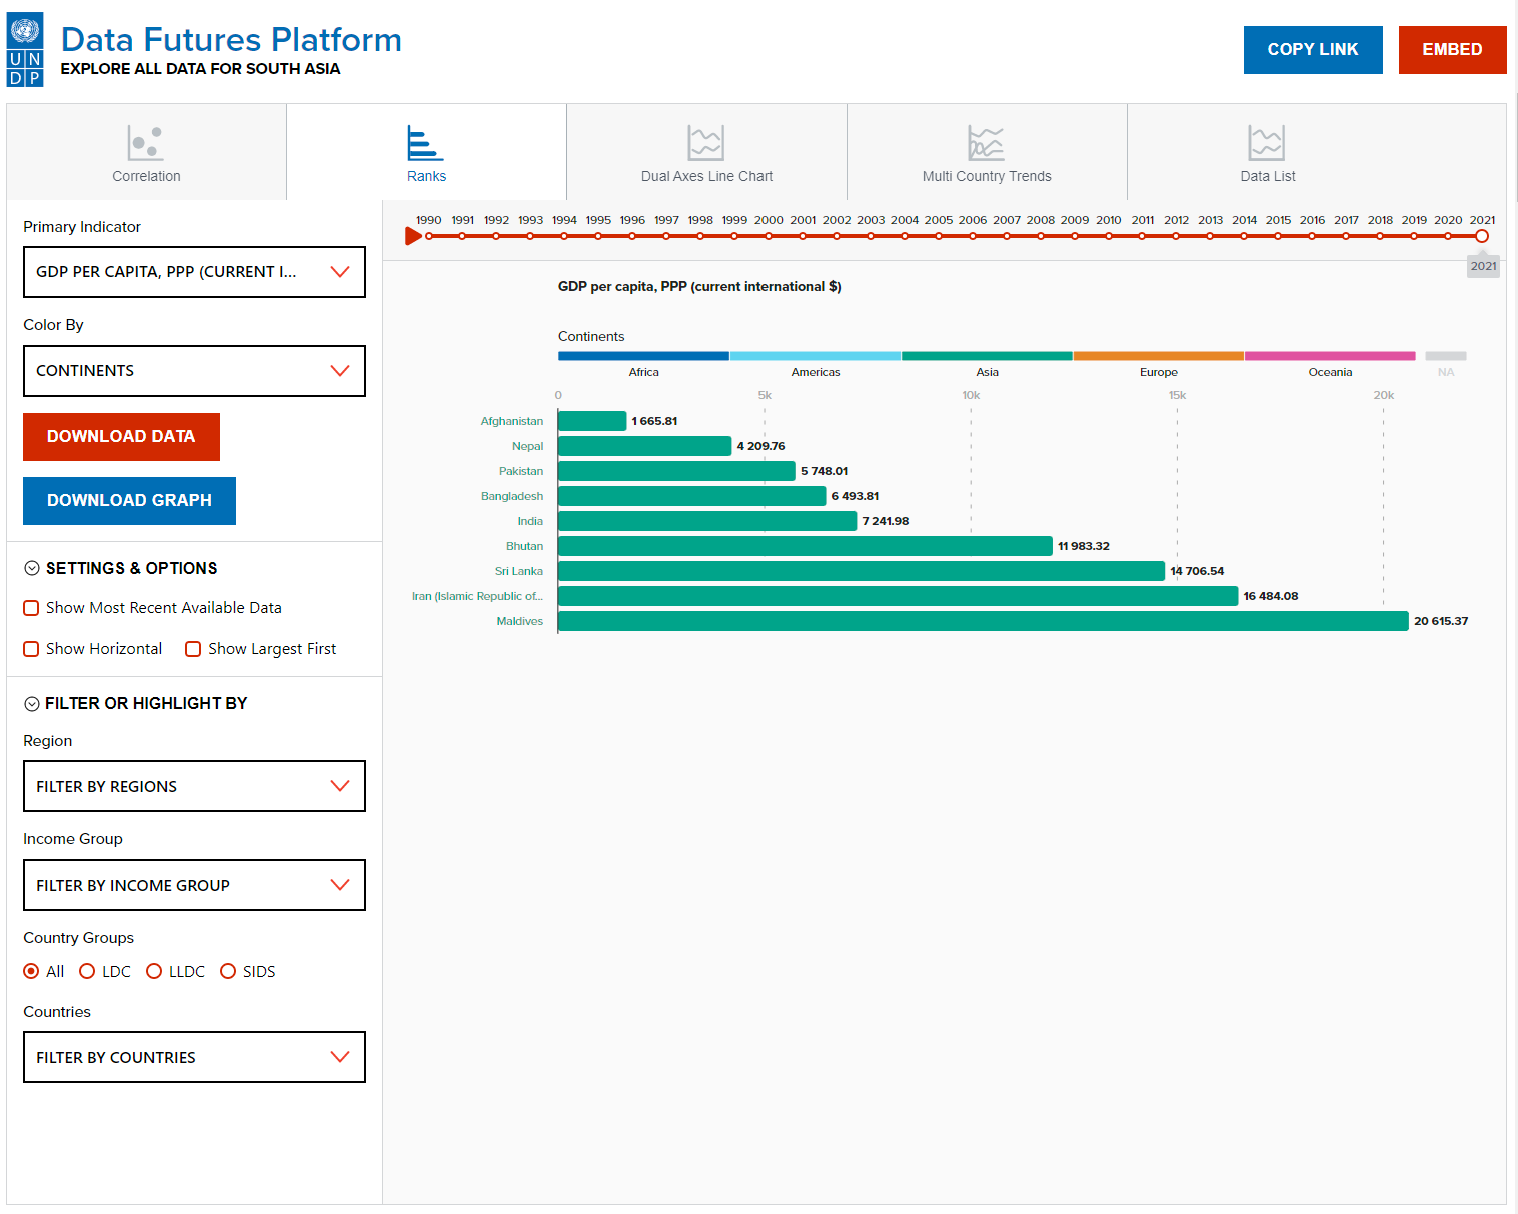 U N
D P
Data Futures Platform
EXPLORE ALL DATA FOR SOUTH ASIA
COPY LINK
EMBED
Correlation
Ranks
Dual Axes Line Chart
Multi Country Trends
Data List
Primary Indicator
GDP PER CAPITA, PPP (CURRENT I...
Color By
CONTINENTS
DOWNLOAD DATA
DOWNLOAD GRAPH
SETTINGS & OPTIONS
Show Most Recent Available Data
Show Horizontal
Show Largest First
FILTER OR HIGHLIGHT BY
Region
FILTER BY REGIONS
Income Group
FILTER BY INCOME GROUP
Country Groups
All LDC LLDC SIDS
Countries
FILTER BY COUNTRIES
1990 1991 1992 1993 1994 1995 1996 1997 1998 1999 2000 2001 2002 2003 2004 2005 2006 2007 2008 2009 2010 2011 2012 2013 2014 2015 2016 2017 2018 2019 2020 2021
2021
GDP per capita, PPP (current international $)
Continents
Africa Americas Asia Europe Oceania NA
0 5k 10k 15k 20k
Afghanistan 1 665.81
Nepal 4 209.76
Pakistan 5 748.01
Bangladesh 6 493.81
India 7 241.98
Bhutan 11 983.32
Sri Lanka 14 706.54
Iran (Islamic Republic of... 16 484.08
Maldives 20 615.37